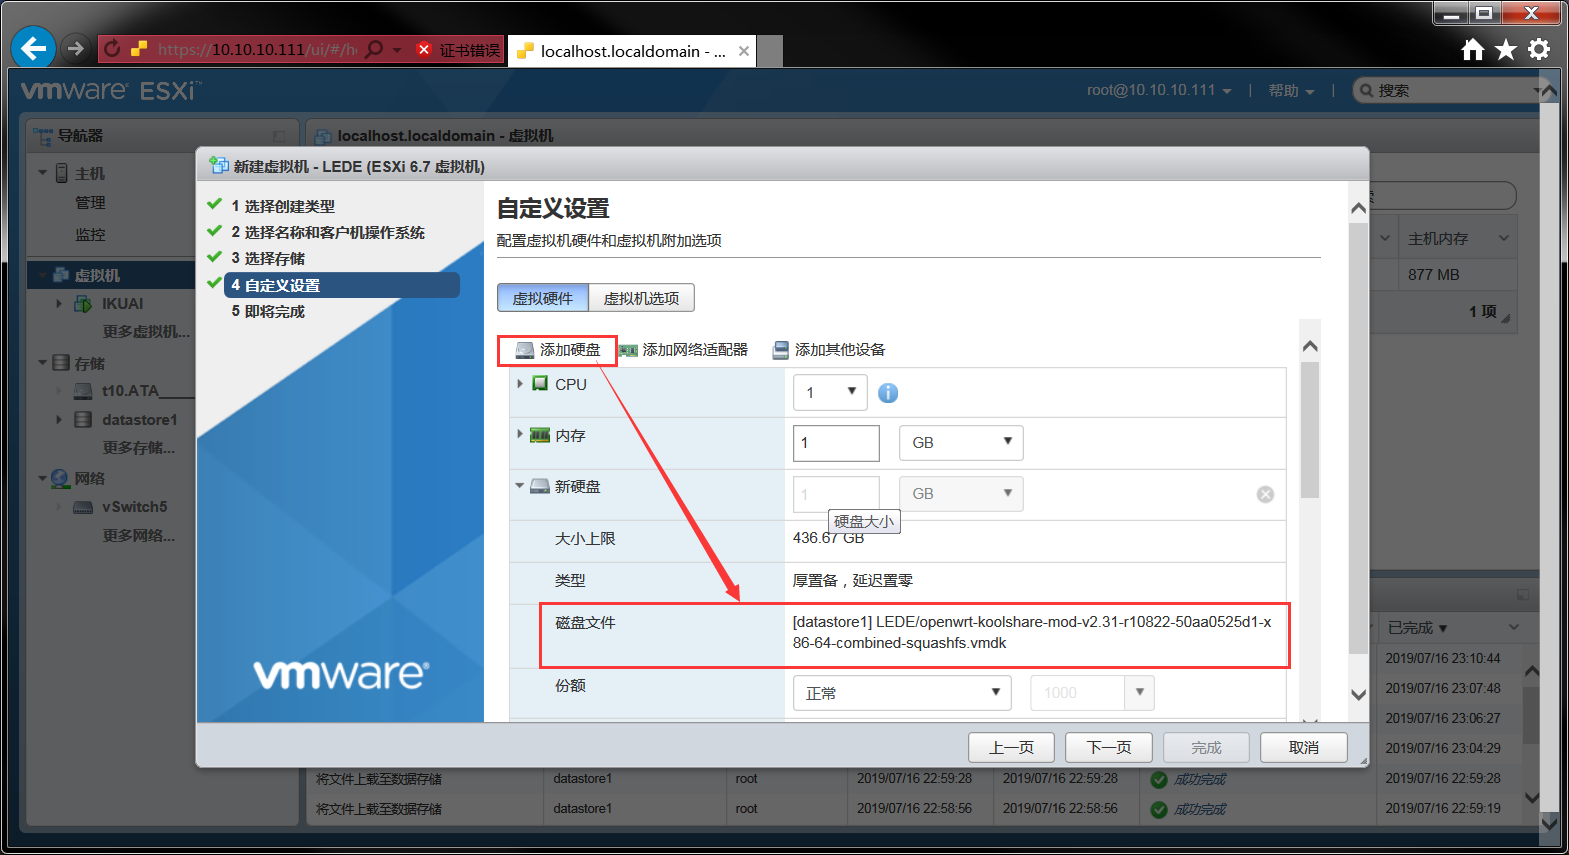 https://10.10.10.111/ui/#/h
证书错误
localhost.localdomain - ...
vmware ESXi™
root@10.10.10.111
帮助
搜索
导航器
localhost.localdomain - 虚拟机
主机
管理
监控
虚拟机
IKUAI
更多虚拟机...
存储
t10.ATA____
datastore1
更多存储...
网络
vSwitch5
更多网络...
主机内存
877 MB
1 项
新建虚拟机 - LEDE (ESXi 6.7 虚拟机)
1 选择创建类型
2 选择名称和客户机操作系统
3 选择存储
4 自定义设置
5 即将完成
vmware®
自定义设置
配置虚拟机硬件和虚拟机附加选项
虚拟硬件
虚拟机选项
添加硬盘
添加网络适配器
添加其他设备
CPU
1
内存
1
GB
新硬盘
1
GB
硬盘大小
大小上限
436.67 GB
类型
厚置备，延迟置零
磁盘文件
[datastore1] LEDE/openwrt-koolshare-mod-v2.31-r10822-50aa0525d1-x
86-64-combined-squashfs.vmdk
份额
正常
1000
上一页
下一页
完成
取消
已完成
2019/07/16 23:10:44
2019/07/16 23:07:48
2019/07/16 23:06:27
2019/07/16 23:04:29
将文件上载至数据存储
datastore1
root
2019/07/16 22:59:28
2019/07/16 22:59:28
成功完成
2019/07/16 22:59:28
将文件上载至数据存储
datastore1
root
2019/07/16 22:58:56
2019/07/16 22:58:56
成功完成
2019/07/16 22:59:19